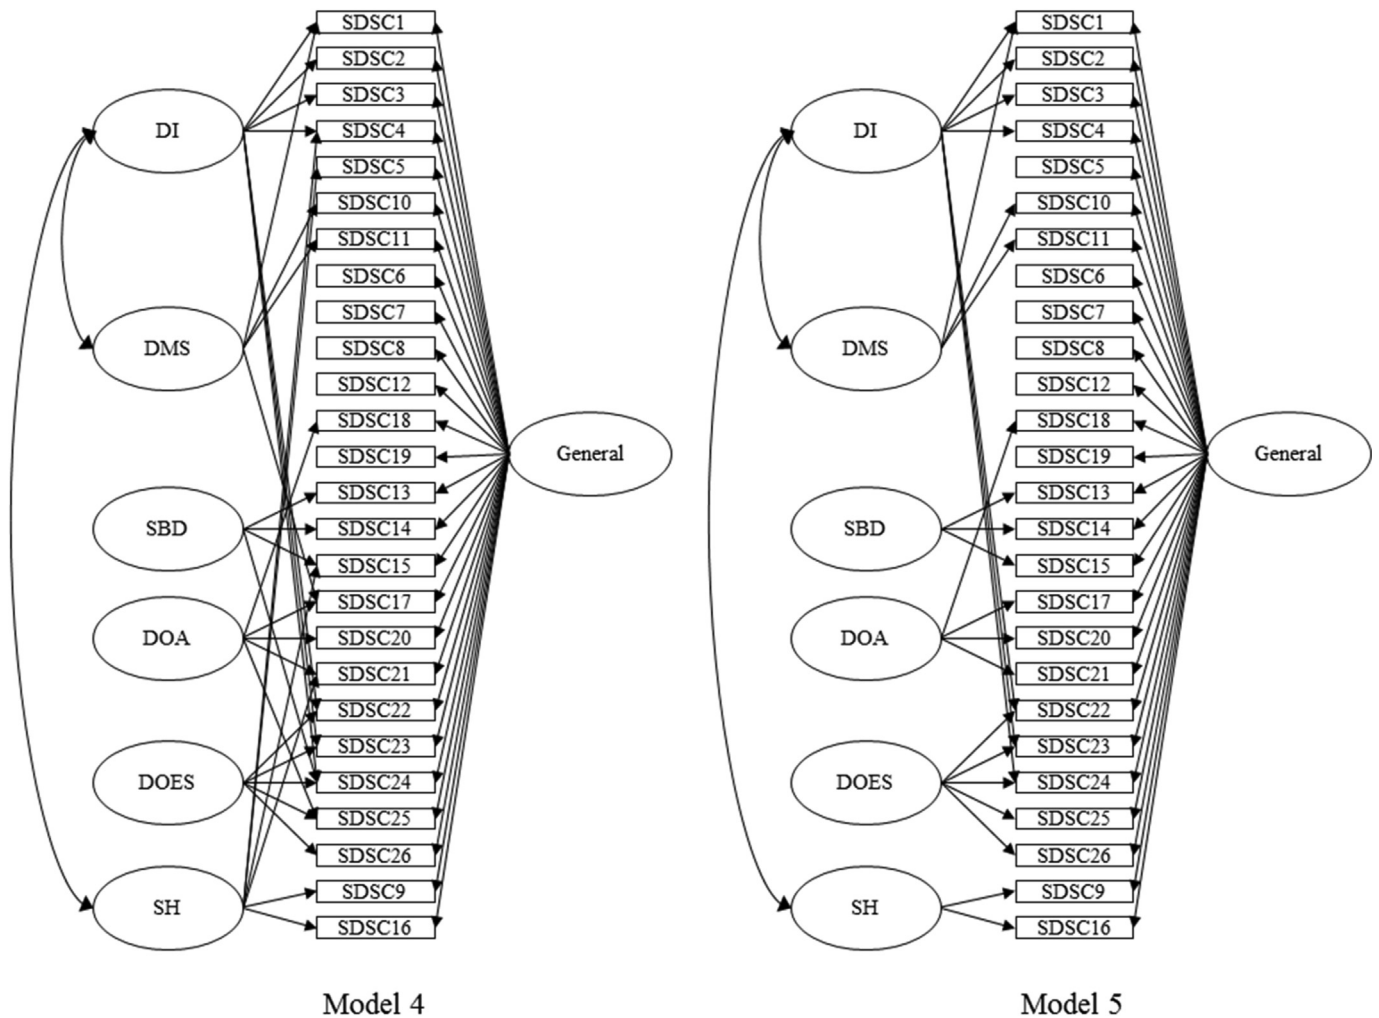 SDSC1
SDSC2
SDSC3
SDSC4
SDSC5
SDSC10
SDSC11
SDSC6
SDSC7
SDSC8
SDSC12
SDSC18
SDSC19
SDSC13
SDSC14
SDSC15
SDSC17
SDSC20
SDSC21
SDSC22
SDSC23
SDSC24
SDSC25
SDSC26
SDSC9
SDSC16
DI
DMS
SBD
DOA
DOES
SH
General
Model 4
SDSC1
SDSC2
SDSC3
SDSC4
SDSC5
SDSC10
SDSC11
SDSC6
SDSC7
SDSC8
SDSC12
SDSC18
SDSC19
SDSC13
SDSC14
SDSC15
SDSC17
SDSC20
SDSC21
SDSC22
SDSC23
SDSC24
SDSC25
SDSC26
SDSC9
SDSC16
DI
DMS
SBD
DOA
DOES
SH
General
Model 5